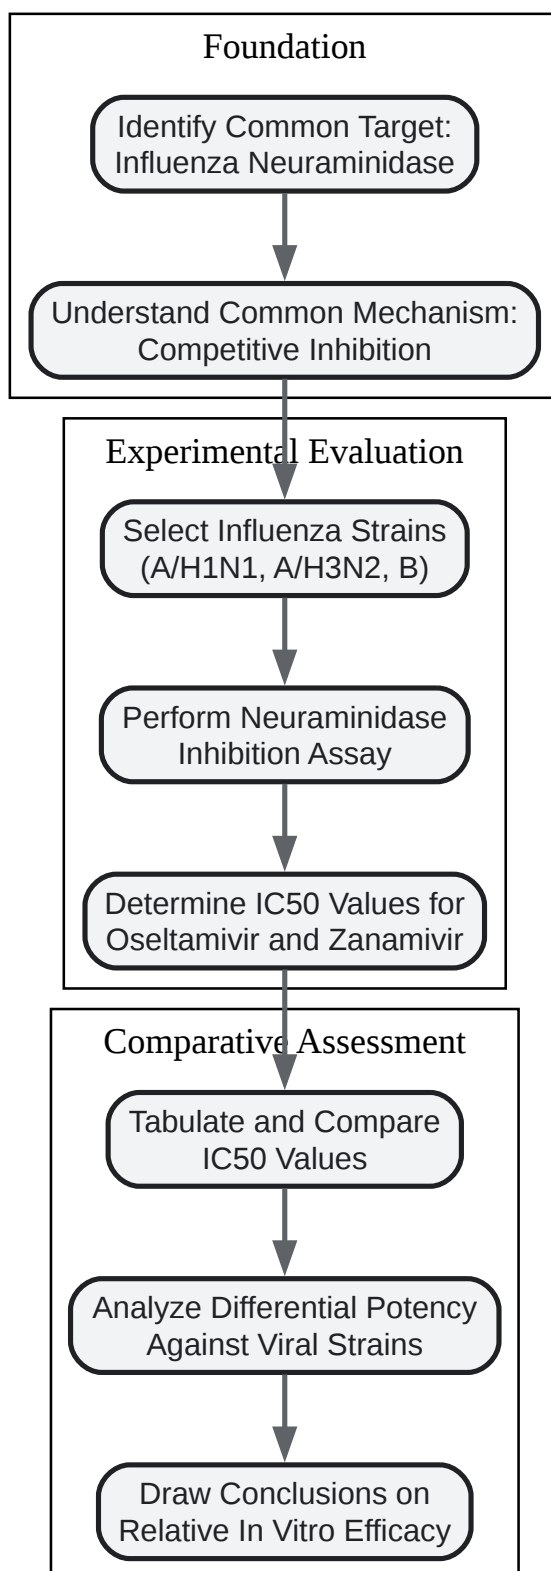 Foundation
Identify Common Target:
Influenza Neuraminidase
Understand Common Mechanism:
Competitive Inhibition
Experimental Evaluation
Select Influenza Strains
(A/H1N1, A/H3N2, B)
Perform Neuraminidase
Inhibition Assay
Determine IC50 Values for
Oseltamivir and Zanamivir
Comparative Assessment
Tabulate and Compare
IC50 Values
Analyze Differential Potency
Against Viral Strains
Draw Conclusions on
Relative In Vitro Efficacy